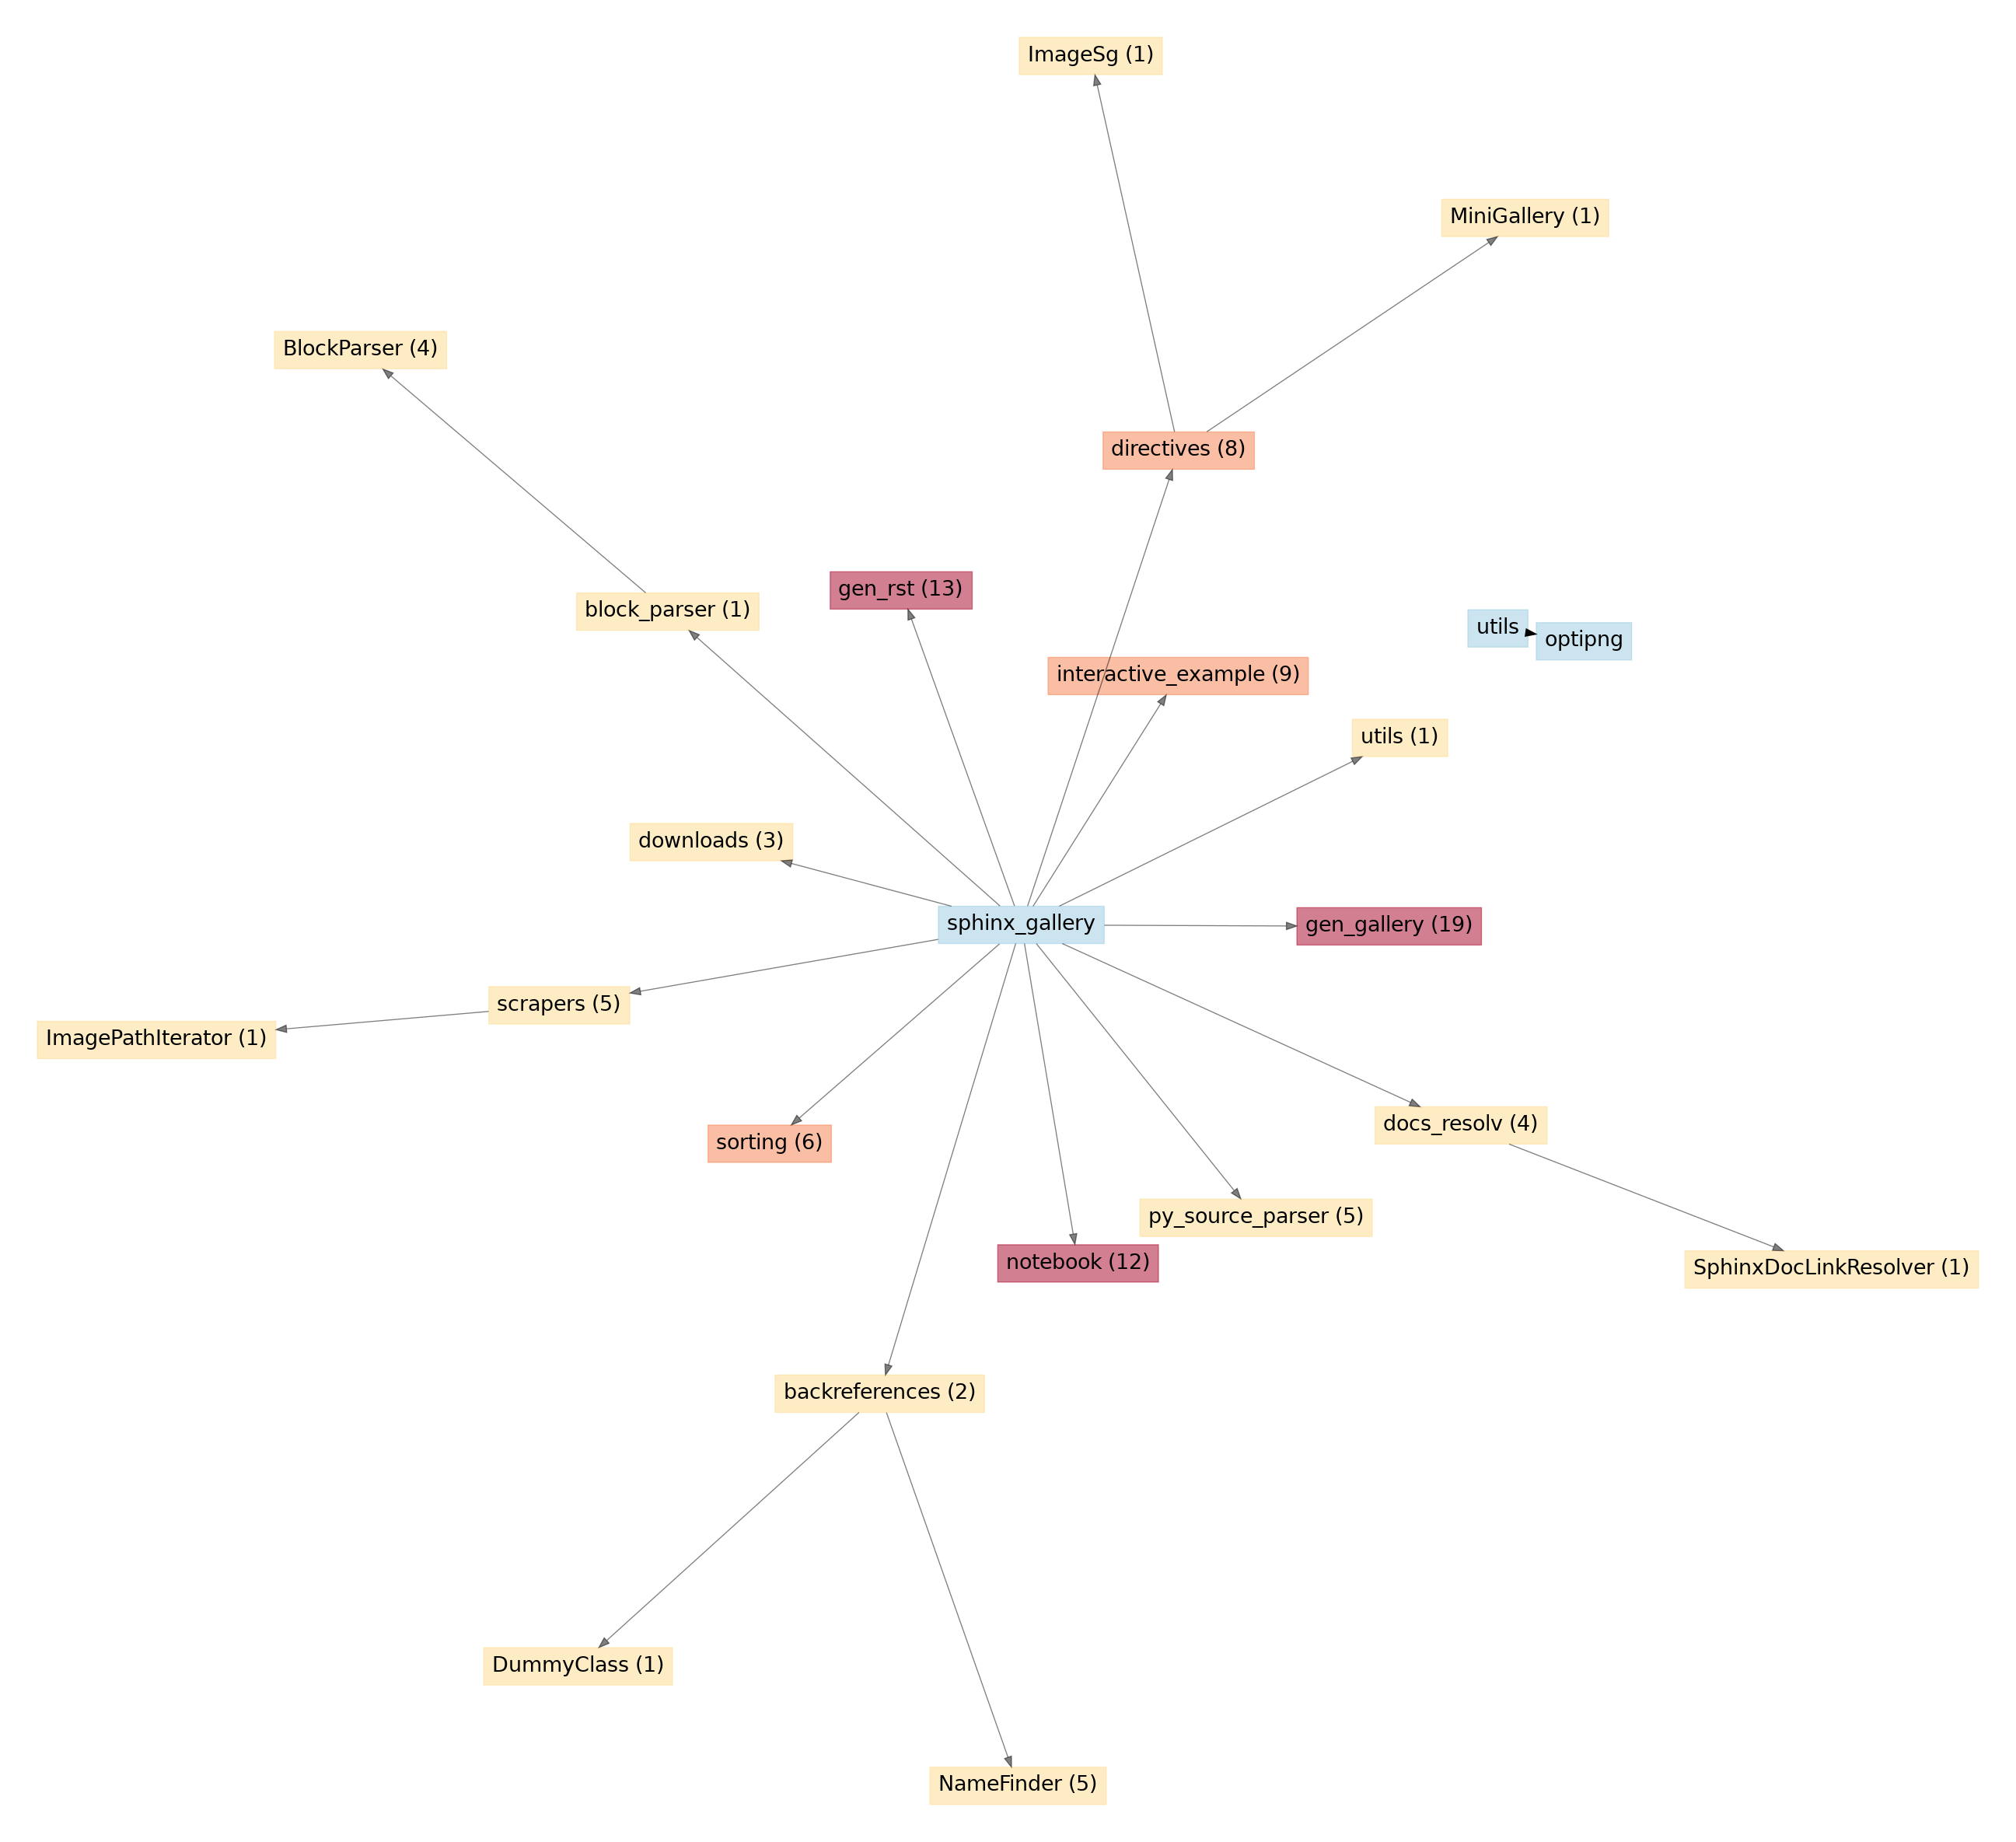 ImageSg (1)
MiniGallery (1)
BlockParser (4)
directives (8)
gen_rst (13)
block_parser (1)
utils
optipng
interactive_example (9)
utils (1)
downloads (3)
sphinx_gallery
gen_gallery (19)
scrapers (5)
ImagePathIterator (1)
sorting (6)
docs_resolv (4)
py_source_parser (5)
notebook (12)
SphinxDocLinkResolver (1)
backreferences (2)
DummyClass (1)
NameFinder (5)